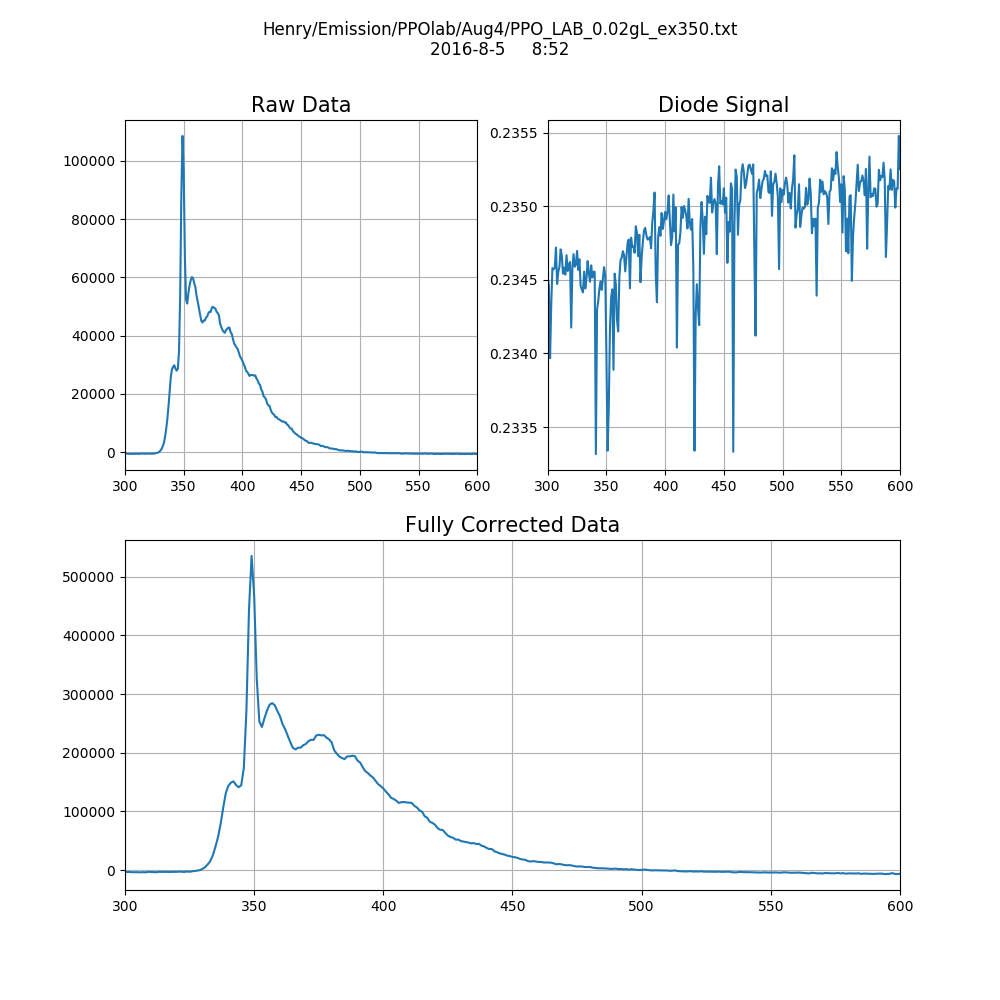 Henry/Emission/PPOlab/Aug4/PPO_LAB_0.02gL_ex350.txt
2016-8-5 8:52
Raw Data
100000
80000
60000
40000
20000
0
300 350 400 450 500 550 600
Diode Signal
0.2355
0.2350
0.2345
0.2340
0.2335
300 350 400 450 500 550 600
Fully Corrected Data
500000
400000
300000
200000
100000
0
300 350 400 450 500 550 600